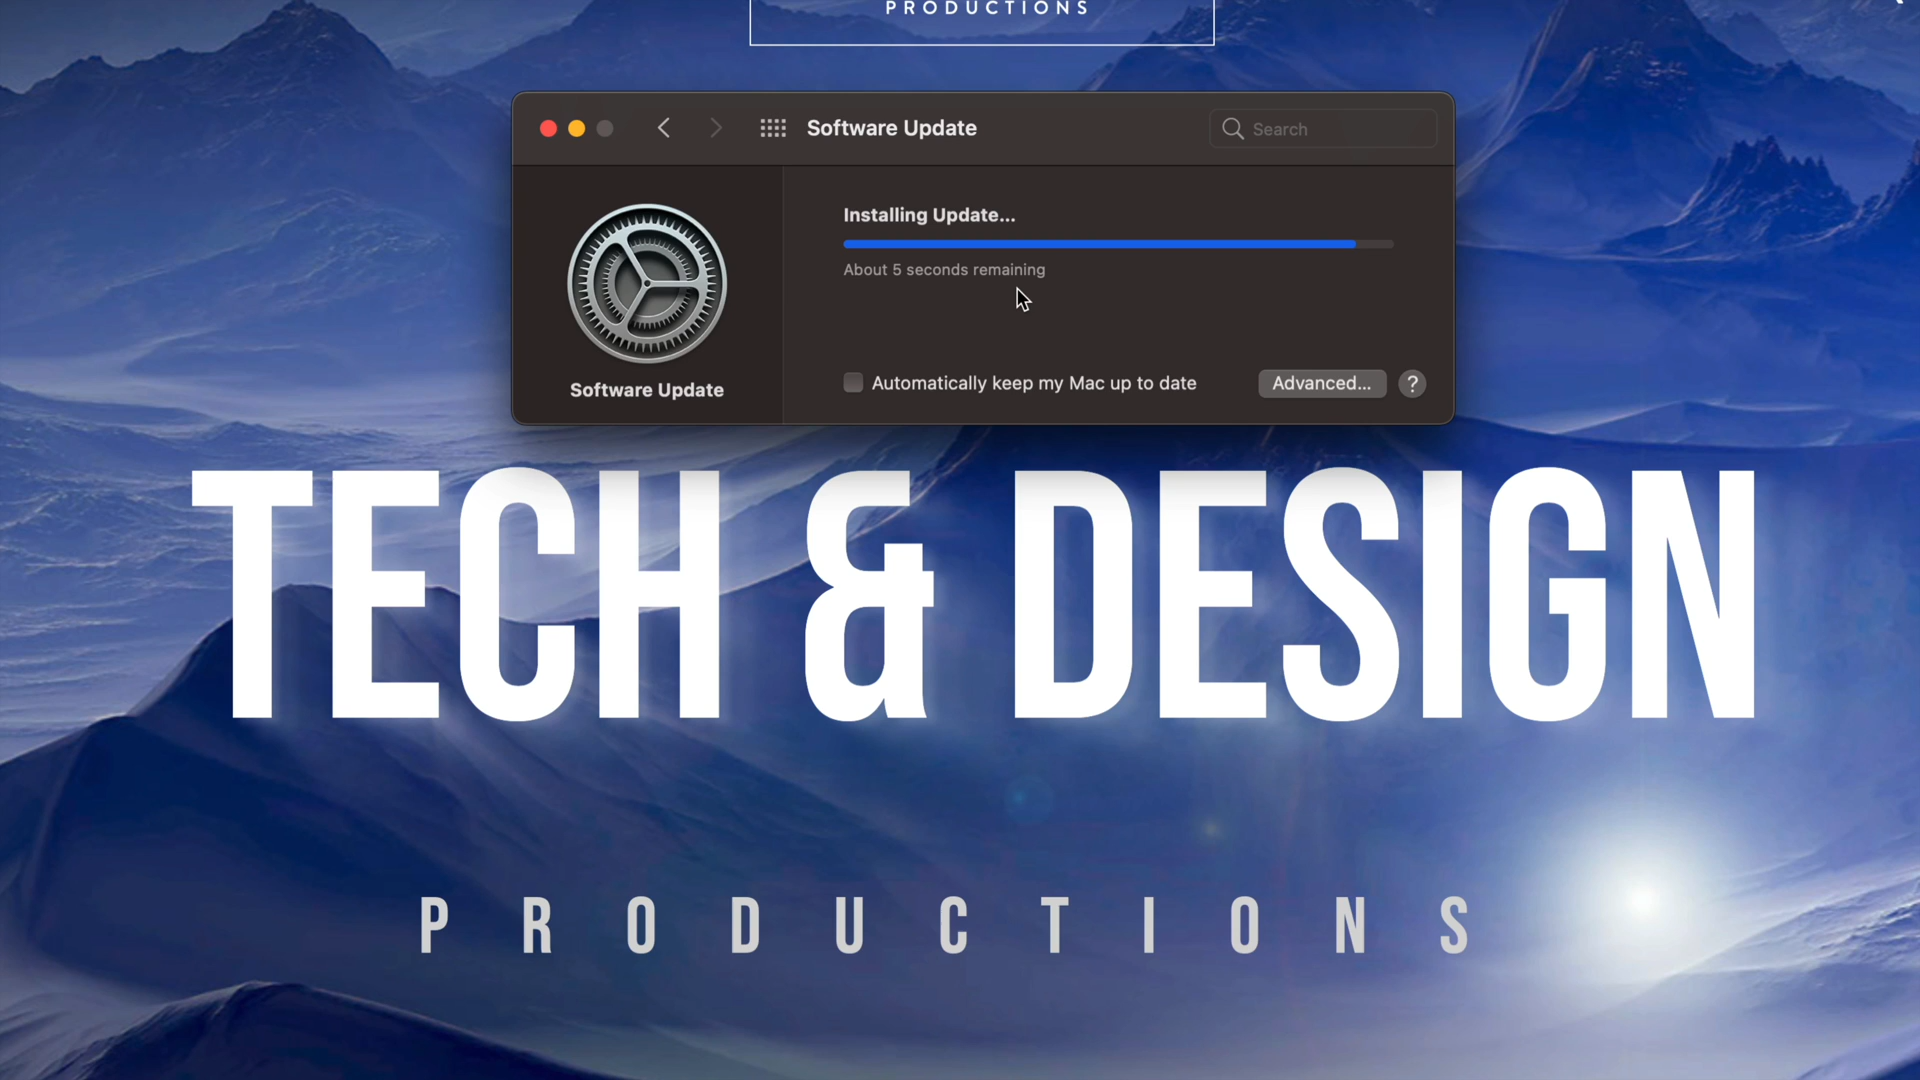 PRODUCTIONS
Software Update
Search
Installing Update...
About 5 seconds remaining
Software Update
Automatically keep my Mac up to date
Advanced...
?
TECH & DESIGN
PRODUCTIONS